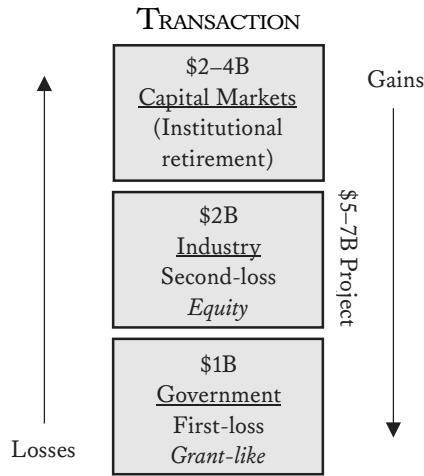 TRANSACTION
$2–4B
Capital Markets
(Institutional
retirement)
Gains
$2B
Industry
Second-loss
Equity
$5–7B Project
$1B
Government
First-loss
Grant-like
Losses